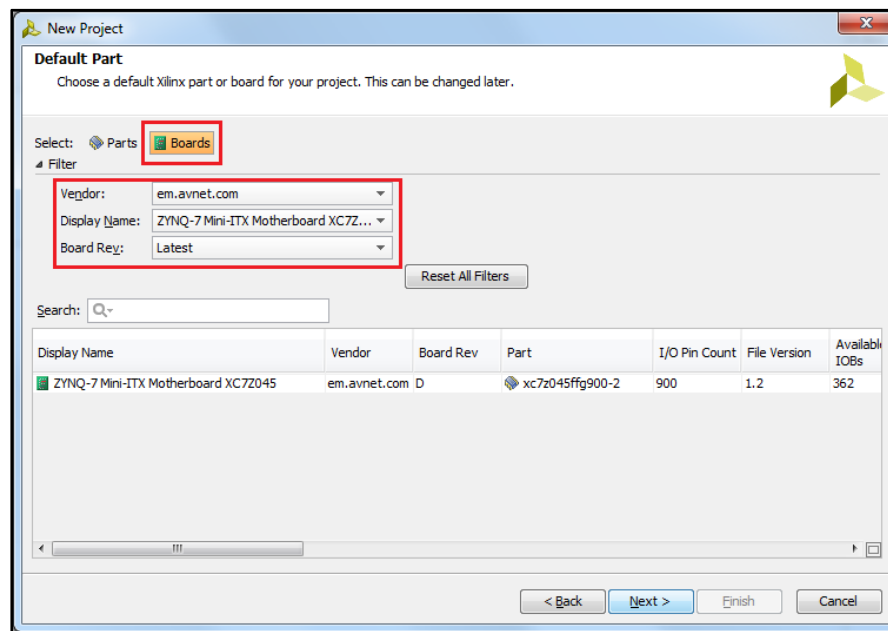 New Project
Default Part
Choose a default Xilinx part or board for your project. This can be changed later.
Select: Parts Boards
Filter
Vendor: em.avnet.com
Display Name: ZYNQ-7 Mini-ITX Motherboard XC7Z...
Board Rev: Latest
Reset All Filters
Search:
Display Name Vendor Board Rev Part I/O Pin Count File Version Available IOBs
ZYNQ-7 Mini-ITX Motherboard XC7Z045 em.avnet.com D xc7z045ffg900-2 900 1.2 362
< Back Next > Finish Cancel